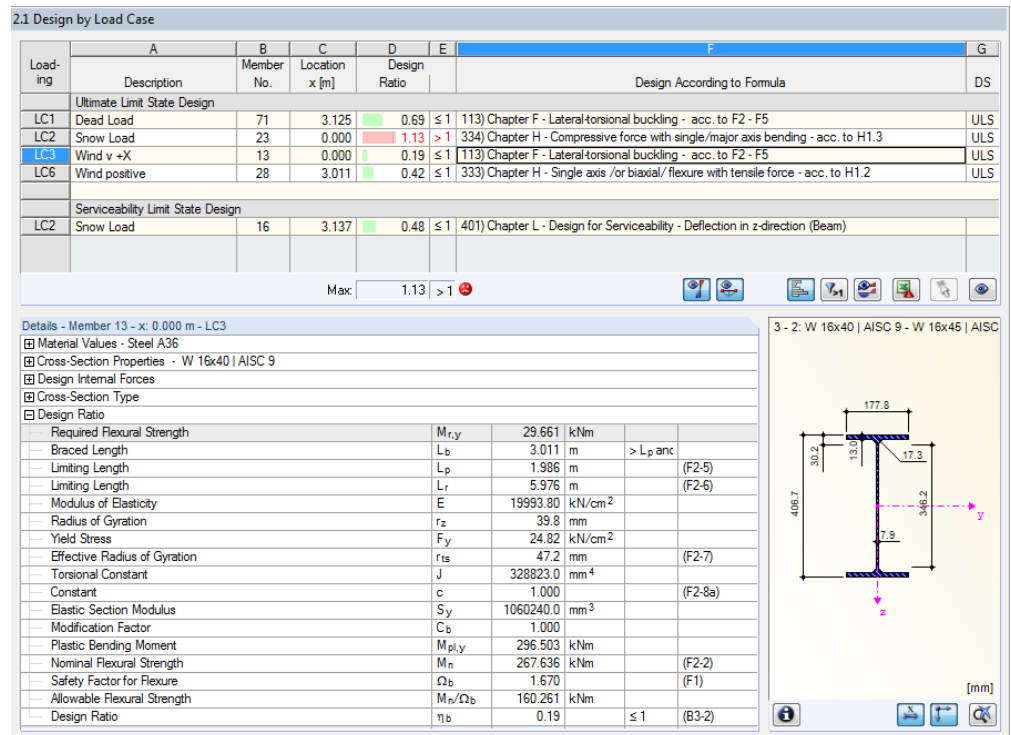 2.1 Design by Load Case
A B C D E F G
Load- Member Location Design
ing Description No. x [m] Ratio Design According to Formula DS
Ultimate Limit State Design
LC1 Dead Load 71 3.125 0.69 ≤ 1 113) Chapter F - Lateral-torsional buckling - acc. to F2 - F5 ULS
LC2 Snow Load 23 0.000 1.13 > 1 334) Chapter H - Compressive force with single/major axis bending - acc. to H1.3 ULS
LC3 Wind v +X 13 0.000 0.19 ≤ 1 113) Chapter F - Lateral-torsional buckling - acc. to F2 - F5 ULS
LC6 Wind positive 28 3.011 0.42 ≤ 1 333) Chapter H - Single axis /or biaxial/ flexure with tensile force - acc. to H1.2 ULS
Serviceability Limit State Design
LC2 Snow Load 16 3.137 0.48 ≤ 1 401) Chapter L - Design for Serviceability - Deflection in z-direction (Beam)
Max: 1.13 > 1
Details - Member 13 - x: 0.000 m - LC3
Material Values - Steel A36
Cross-Section Properties - W 16x40 | AISC 9
Design Internal Forces
Cross-Section Type
Design Ratio
Required Flexural Strength Mr,y 29.661 kNm
Braced Length Lb 3.011 m > Lp anc
Limiting Length Lp 1.986 m (F2-5)
Limiting Length Lr 5.976 m (F2-6)
Modulus of Elasticity E 19993.80 kN/cm2
Radius of Gyration rz 39.8 mm
Yield Stress Fy 24.82 kN/cm2
Effective Radius of Gyration rts 47.2 mm (F2-7)
Torsional Constant J 328823.0 mm4
Constant c 1.000 (F2-8a)
Elastic Section Modulus Sy 1060240.0 mm3
Modification Factor Cb 1.000
Plastic Bending Moment Mpl,y 296.503 kNm
Nominal Flexural Strength Mn 267.636 kNm (F2-2)
Safety Factor for Flexure Ωb 1.670 (F1)
Allowable Flexural Strength Mn/Ωb 160.261 kNm
Design Ratio ηb 0.19 ≤ 1 (B3-2)
3 - 2: W 16x40 | AISC 9 - W 16x45 | AISC
177.8
30.2
13.0
17.3
406.7
346.2
y
7.9
z
[mm]